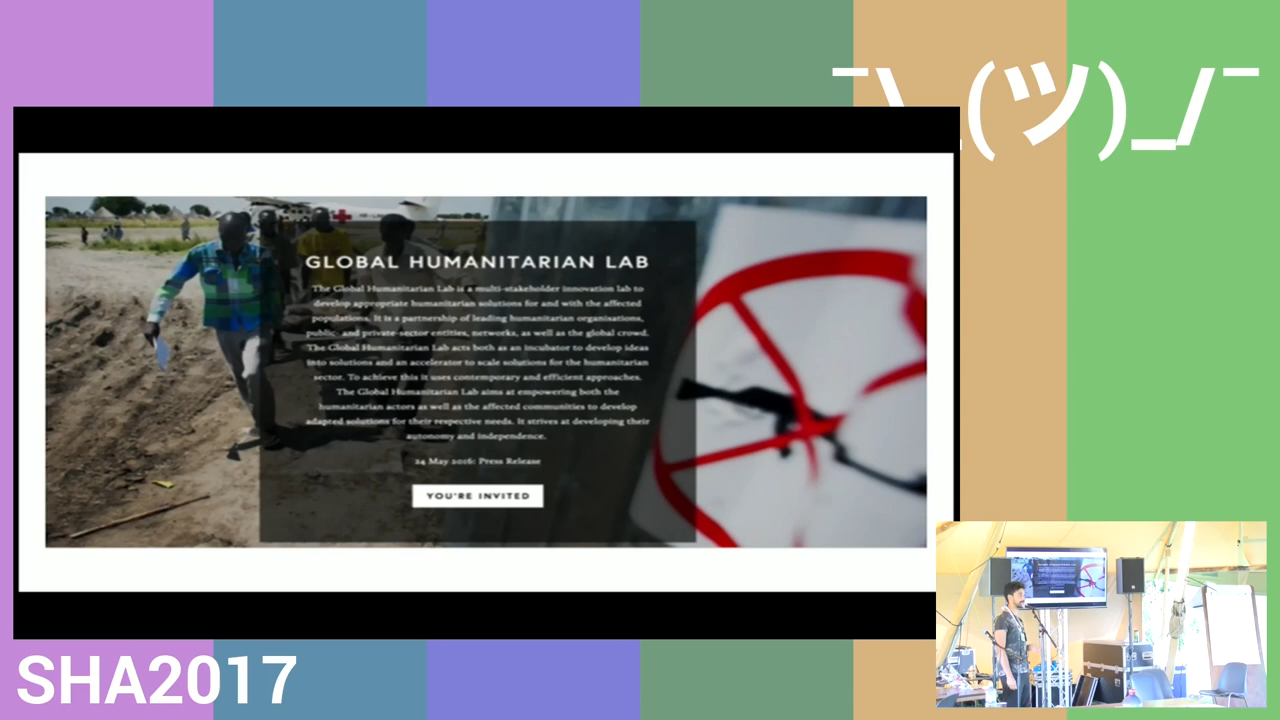 ¯\_(ツ)_/¯
GLOBAL HUMANITARIAN LAB
The Global Humanitarian Lab is a multi-stakeholder innovation lab to
develop appropriate humanitarian solutions for and with the affected
populations. It is a partnership of leading humanitarian organisations,
public- and private-sector entities, networks, as well as the global crowd.
The Global Humanitarian Lab acts both as an incubator to develop ideas
into solutions and an accelerator to scale solutions for the humanitarian
sector. To achieve this it uses contemporary and efficient approaches.
The Global Humanitarian Lab aims at empowering both the
humanitarian actors as well as the affected communities to develop
adapted solutions for their respective needs. It strives at developing their
autonomy and independence.
24 May 2016: Press Release
YOU'RE INVITED
SHA2017